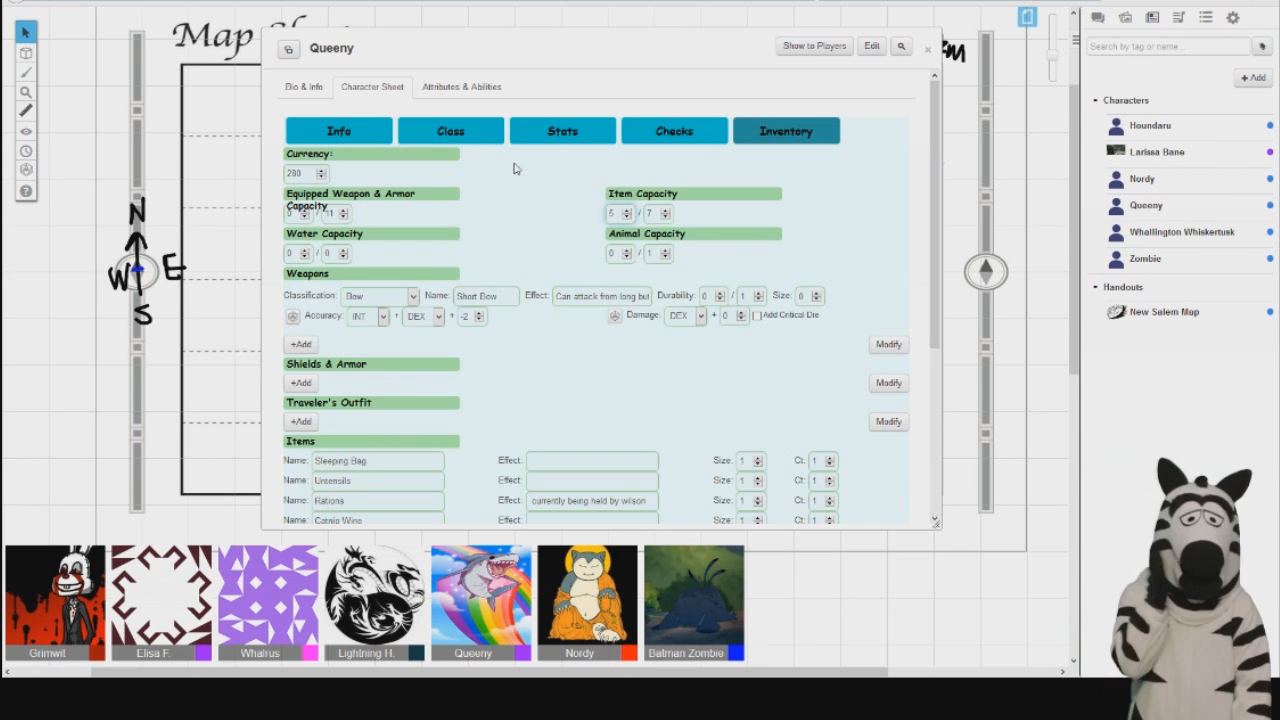 Map
Queeny
Show to Players
Edit
Search by tag or name...
+ Add
Bio & Info
Character Sheet
Attributes & Abilities
Characters
Info
Class
Stats
Checks
Inventory
Houndaru
Currency:
Larissa Bane
280
Nordy
Equipped Weapon & Armor Capacity
Item Capacity
/ 11
5 / 7
Queeny
Water Capacity
Animal Capacity
Whallington Whiskertusk
0 / 0
0 / 1
Zombie
Weapons
Handouts
Classification: Bow Name: Short Bow Effect: Can attack from long but Durability: 0 / 1 Size: 0
New Salem Map
Accuracy: INT + DEX + -2 Damage: DEX + 0 Add Critical Die
+Add
Modify
Shields & Armor
+Add
Modify
Traveler's Outfit
+Add
Modify
Items
Name: Sleeping Bag Effect: Size: 1 Ct: 1
Name: Untensils Effect: Size: 1 Ct: 1
Name: Rations Effect: currently being held by wilson Size: 1 Ct: 1
Name: Catnip Wine Effect: Size: 1 Ct: 1
N
W E
S
Grimwit
Elisa F.
Whalrus
Lightning H.
Queeny
Nordy
Batman Zombie